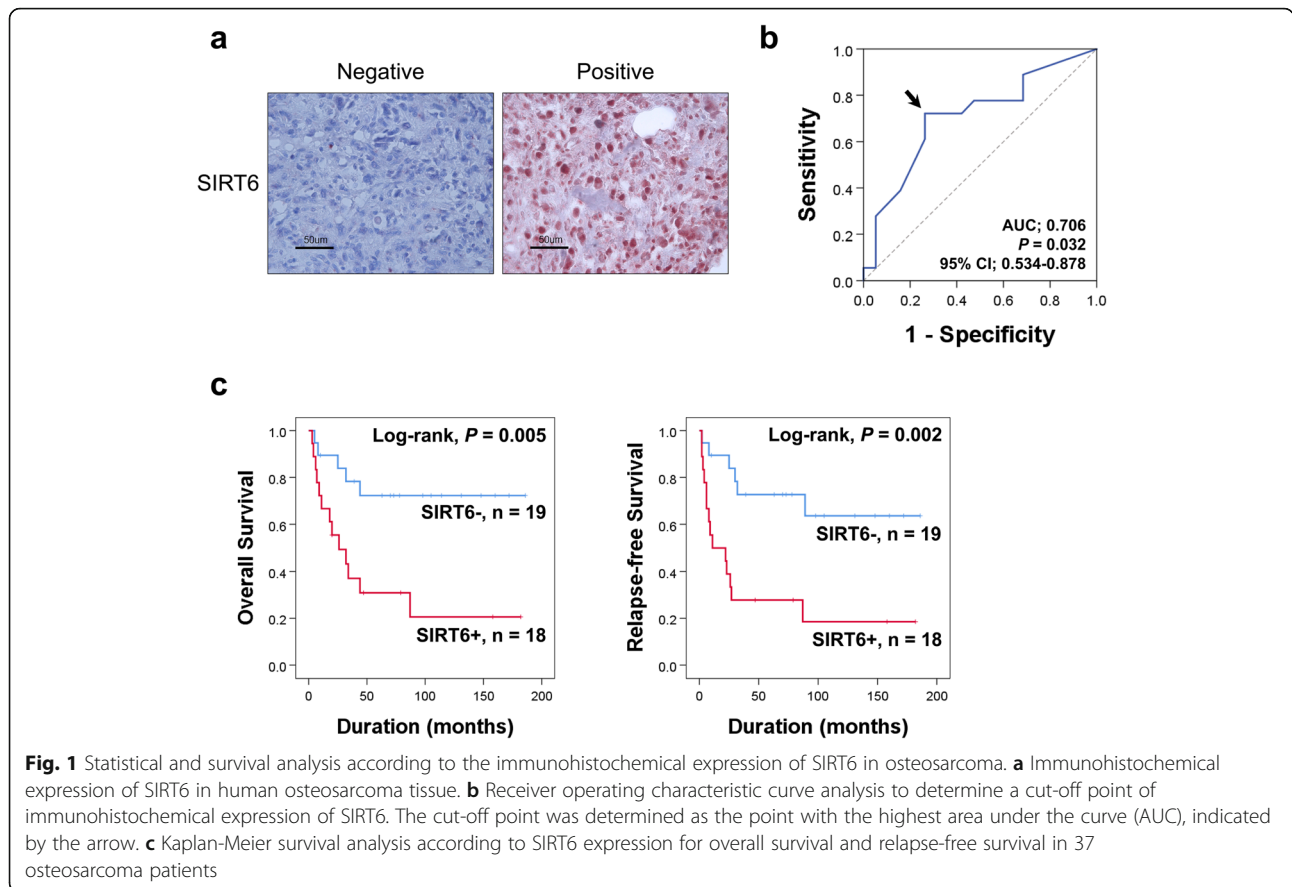 a
Negative
Positive
SIRT6
50um
50um
b
1.0
0.8
0.6
0.4
0.2
0.0
Sensitivity
AUC; 0.706
P = 0.032
95% CI; 0.534-0.878
0.0 0.2 0.4 0.6 0.8 1.0
1 - Specificity
c
1.0
0.8
0.6
0.4
0.2
0.0
Overall Survival
Log-rank, P = 0.005
SIRT6-, n = 19
SIRT6+, n = 18
0 50 100 150 200
Duration (months)
1.0
0.8
0.6
0.4
0.2
0.0
Relapse-free Survival
Log-rank, P = 0.002
SIRT6-, n = 19
SIRT6+, n = 18
0 50 100 150 200
Duration (months)
Fig. 1 Statistical and survival analysis according to the immunohistochemical expression of SIRT6 in osteosarcoma. a Immunohistochemical
expression of SIRT6 in human osteosarcoma tissue. b Receiver operating characteristic curve analysis to determine a cut-off point of
immunohistochemical expression of SIRT6. The cut-off point was determined as the point with the highest area under the curve (AUC), indicated
by the arrow. c Kaplan-Meier survival analysis according to SIRT6 expression for overall survival and relapse-free survival in 37
osteosarcoma patients